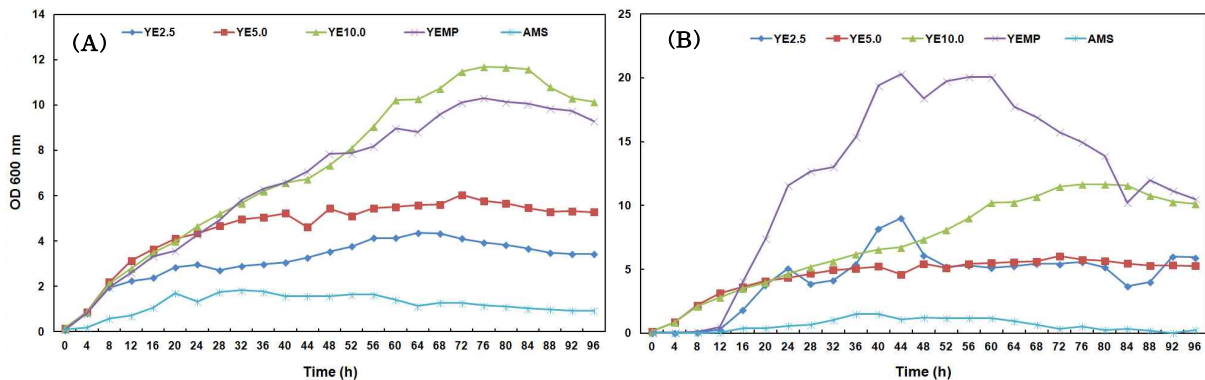 (A)
YE2.5 YE5.0 YE10.0 YEMP AMS
OD 600 nm
14
12
10
8
6
4
2
0
0 4 8 12 16 20 24 28 32 36 40 44 48 52 56 60 64 68 72 76 80 84 88 92 96
Time (h)
(B)
YE2.5 YE5.0 YE10.0 YEMP AMS
25
20
15
10
5
0
0 4 8 12 16 20 24 28 32 36 40 44 48 52 56 60 64 68 72 76 80 84 88 92 96
Time (h)